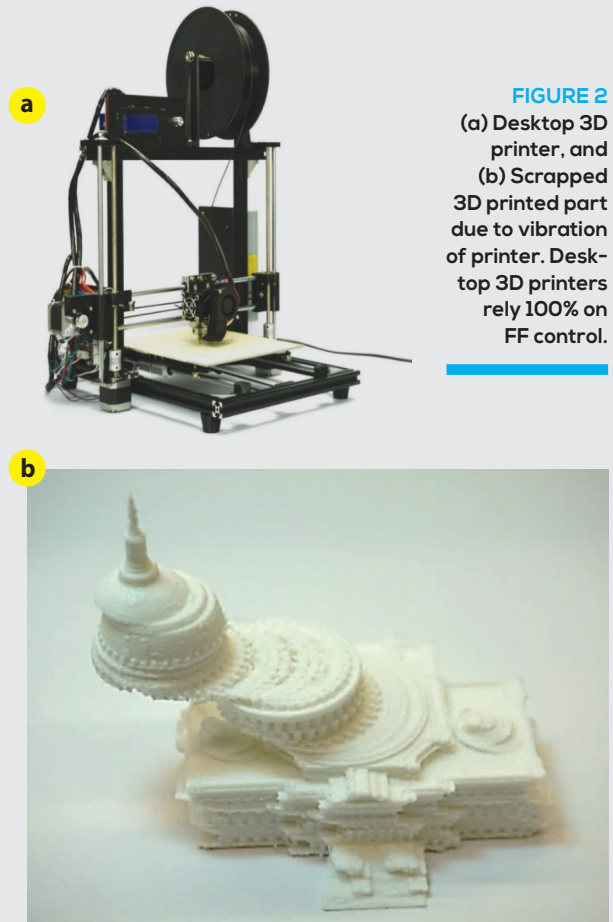 a
FIGURE 2
(a) Desktop 3D
printer, and
(b) Scrapped
3D printed part
due to vibration
of printer. Desk-
top 3D printers
rely 100% on
FF control.
b